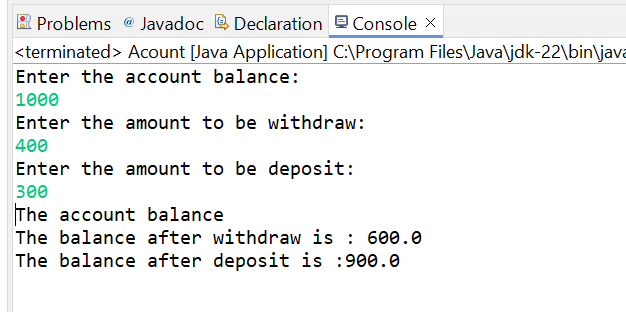 Problems @ Javadoc Declaration Console ×
<terminated> Acount [Java Application] C:\Program Files\Java\jdk-22\bin\java
Enter the account balance:
1000
Enter the amount to be withdraw:
400
Enter the amount to be deposit:
300
The account balance
The balance after withdraw is : 600.0
The balance after deposit is :900.0